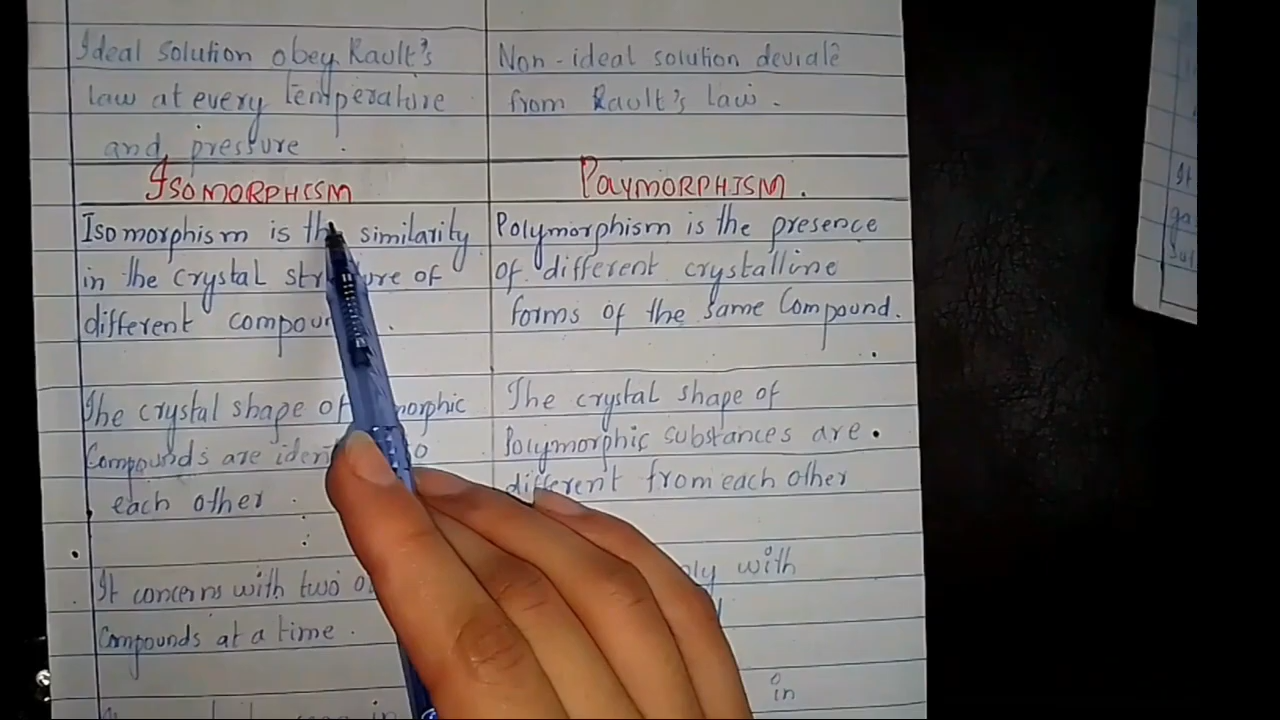 Ideal solution obey Rault's
law at every temperature
and pressure .
Non-ideal solution deviate
from Rault's law .
ISOMORPHISM
POLYMORPHISM .
Isomorphism is the similarity
in the crystal structure of
different
Polymorphism is the presence
of different crystalline
forms of the same Compound.
The crystal shape of
Compounds are
each other .
The crystal shape of
Polymorphic substances are
different from each other
It concerns with two
Compounds at a time .
with
in